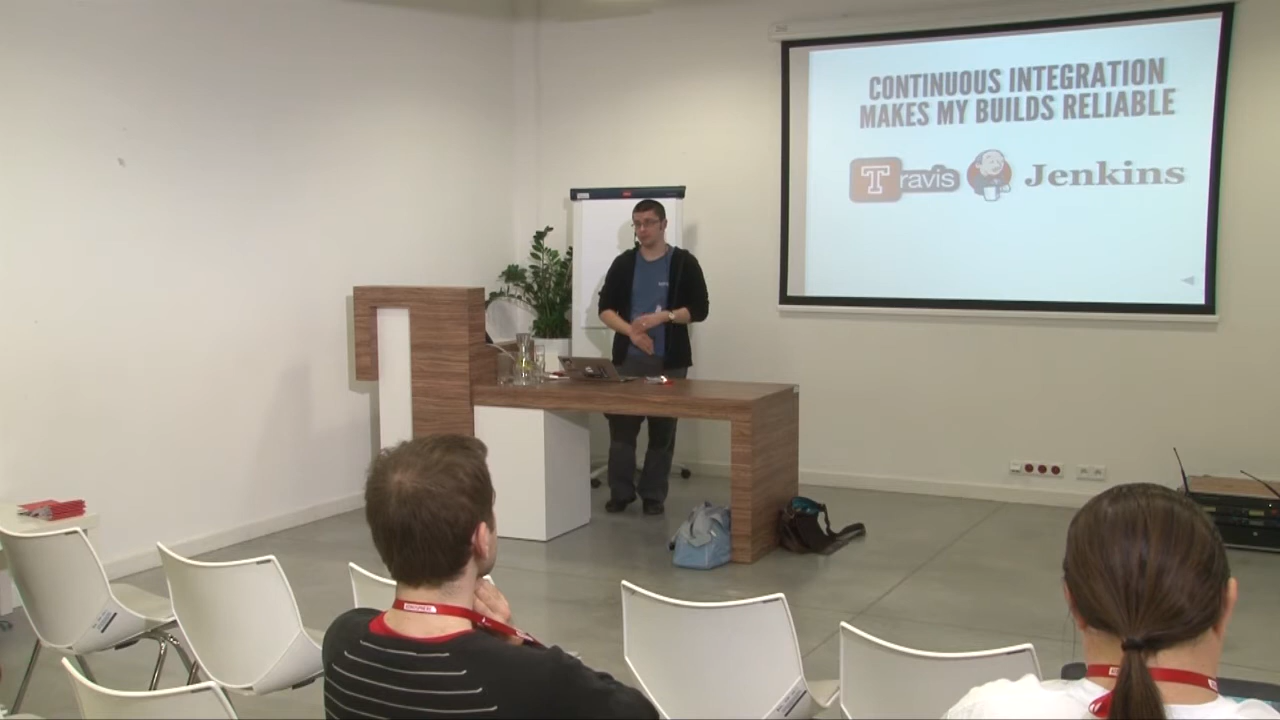 CONTINUOUS INTEGRATION
MAKES MY BUILDS RELIABLE
Travis Jenkins